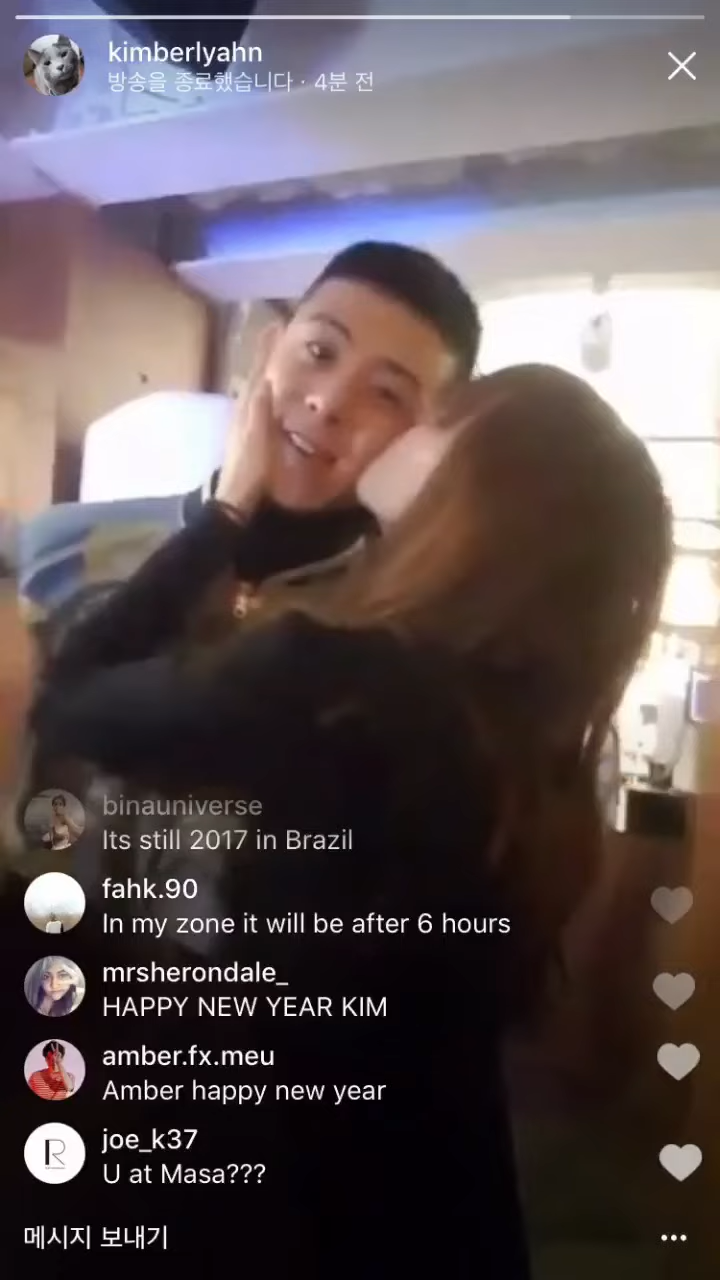 kimberlyahn
방송을 종료했습니다 · 4분 전
binauniverse
Its still 2017 in Brazil
fahk.90
In my zone it will be after 6 hours
mrsherondale_
HAPPY NEW YEAR KIM
amber.fx.meu
Amber happy new year
joe_k37
U at Masa???
메시지 보내기